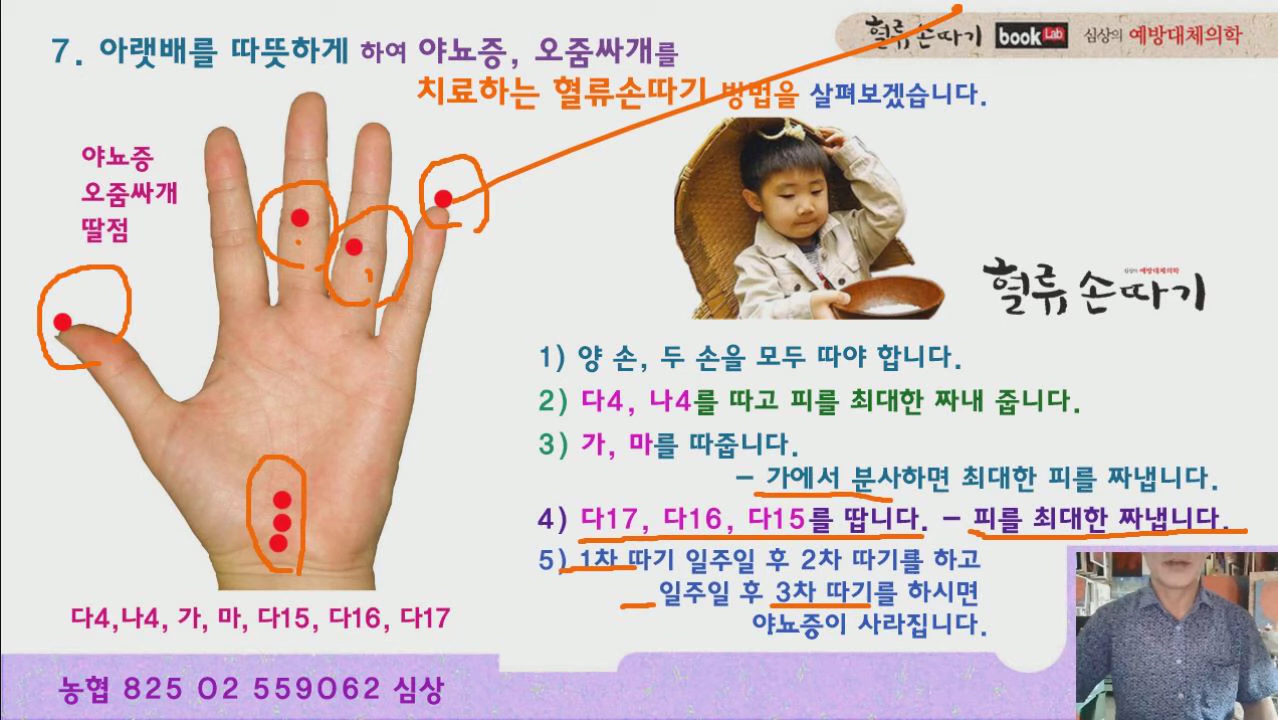 7. 아랫배를 따뜻하게 하여 야뇨증, 오줌싸개를
치료하는 혈류손따기 방법을 살펴보겠습니다.
혈류 손따기 book Lab 심상의 예방대체의학
야뇨증
오줌싸개
딸점
심상의 예방대체의학
혈류 손따기
1) 양 손, 두 손을 모두 따야 합니다.
2) 다4, 나4를 따고 피를 최대한 짜내 줍니다.
3) 가, 마를 따줍니다.
- 가에서 분사하면 최대한 피를 짜냅니다.
4) 다17, 다16, 다15를 땁니다. - 피를 최대한 짜냅니다.
5) 1차 따기 일주일 후 2차 따기를 하고
일주일 후 3차 따기를 하시면
야뇨증이 사라집니다.
다4,나4, 가, 마, 다15, 다16, 다17
농협 825 02 559062 심상